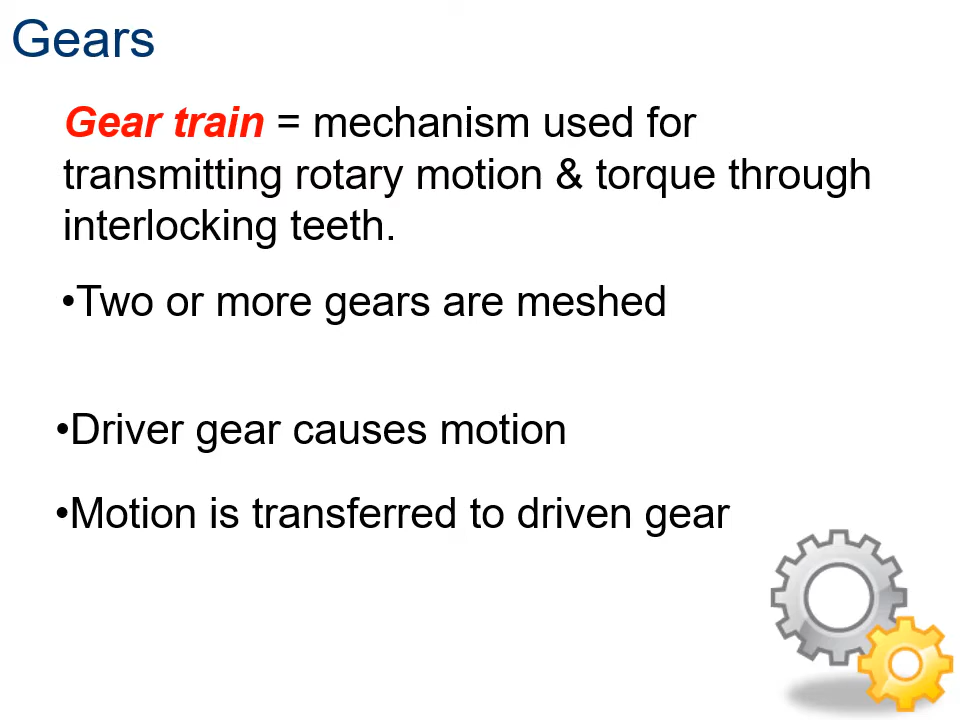 Gears
Gear train = mechanism used for
transmitting rotary motion & torque through
interlocking teeth.
•Two or more gears are meshed
•Driver gear causes motion
•Motion is transferred to driven gear